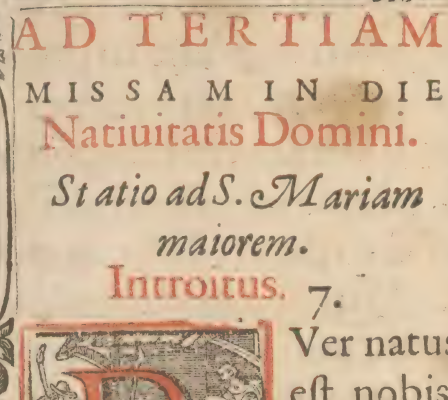 AD TERTIAM
MISSAM IN DIE
Natiuitatis Domini.
Statio ad S. Mariam
maiorem.
Introitus. 7.
P Ver natus
est nobis